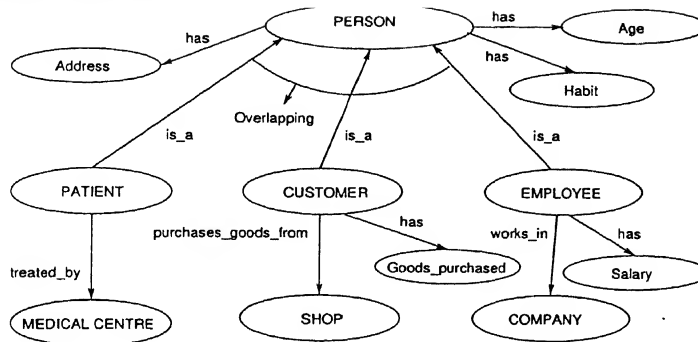 PERSON
has
Age
has
Address
has
Habit
Overlapping
is_a
is_a
is_a
PATIENT
CUSTOMER
EMPLOYEE
purchases_goods_from
has
works_in
has
treated_by
Goods_purchased
Salary
MEDICAL CENTRE
SHOP
COMPANY